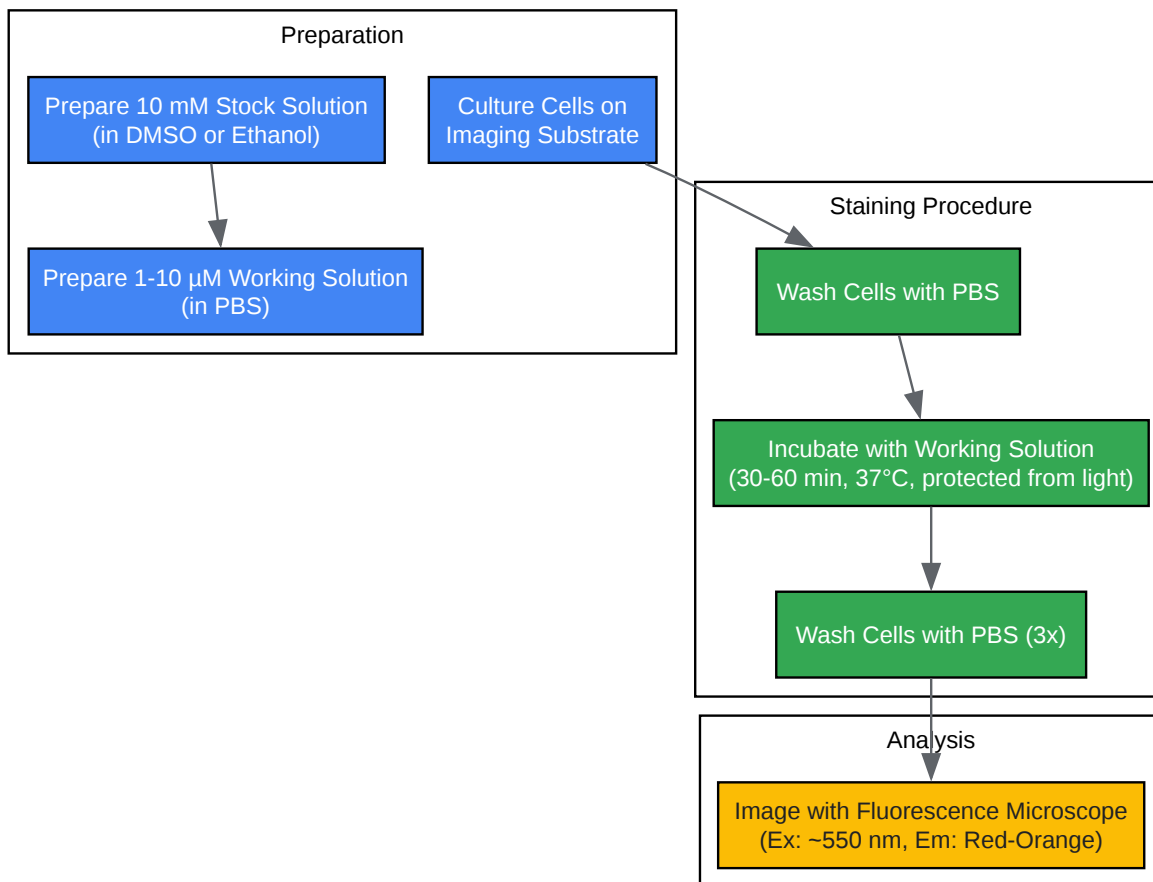 Preparation
Prepare 10 mM Stock Solution
(in DMSO or Ethanol)
Culture Cells on
Imaging Substrate
Prepare 1-10 µM Working Solution
(in PBS)
Staining Procedure
Wash Cells with PBS
Incubate with Working Solution
(30-60 min, 37°C, protected from light)
Wash Cells with PBS (3x)
Analysis
Image with Fluorescence Microscope
(Ex: ~550 nm, Em: Red-Orange)